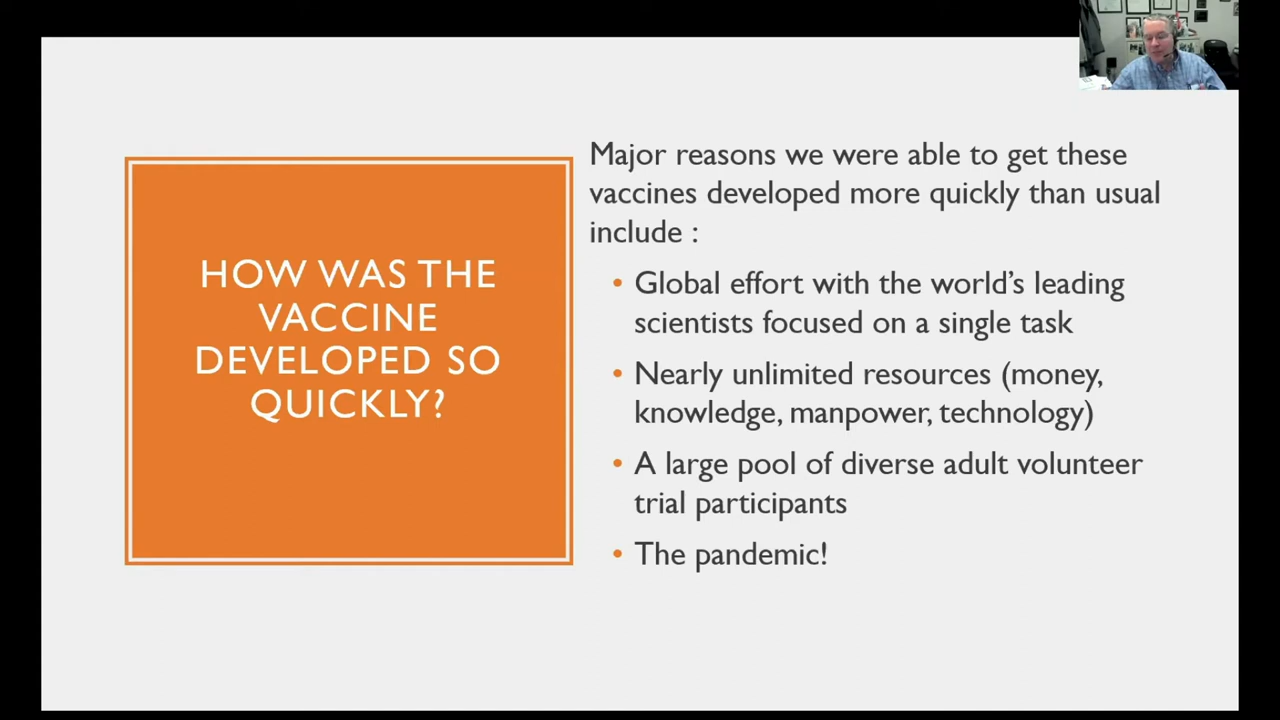 HOW WAS THE
VACCINE
DEVELOPED SO
QUICKLY?
Major reasons we were able to get these
vaccines developed more quickly than usual
include :
• Global effort with the world’s leading
scientists focused on a single task
• Nearly unlimited resources (money,
knowledge, manpower, technology)
• A large pool of diverse adult volunteer
trial participants
• The pandemic!